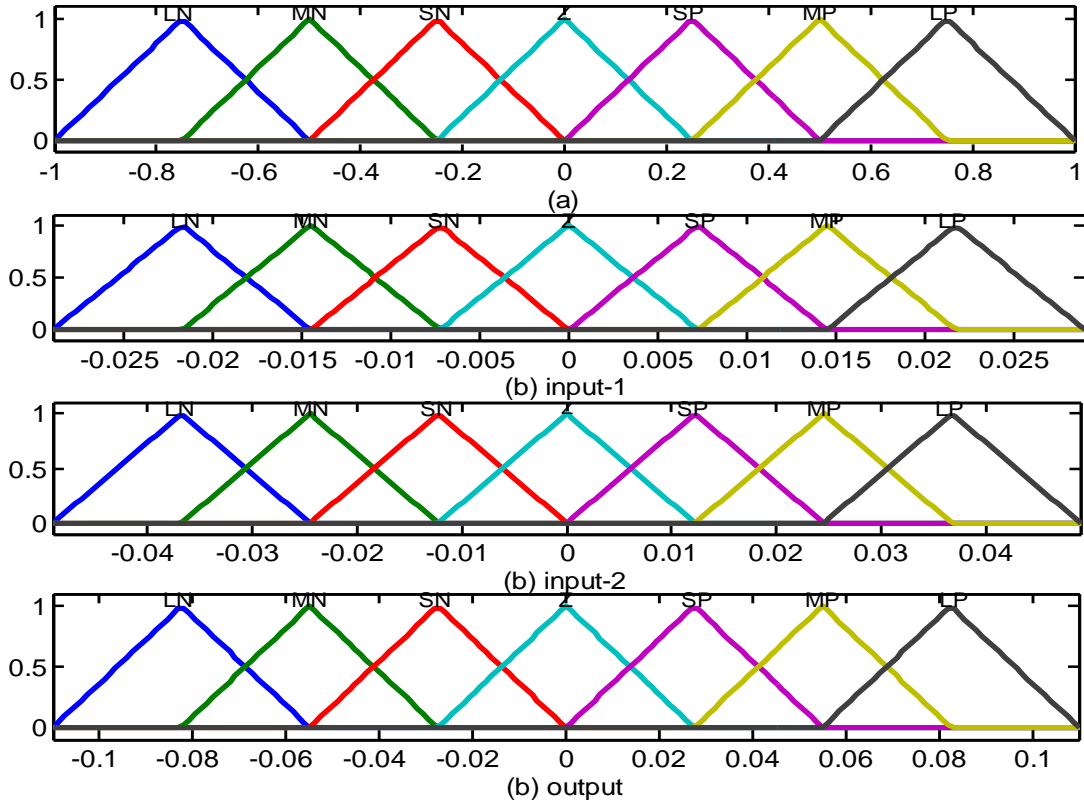 LN MN SN Z SP MP LP
1
0.5
0
-1 -0.8 -0.6 -0.4 -0.2 0 0.2 0.4 0.6 0.8 1
(a)
LN MN SN Z SP MP LP
1
0.5
0
-0.025 -0.02 -0.015 -0.01 -0.005 0 0.005 0.01 0.015 0.02 0.025
(b) input-1
LN MN SN Z SP MP LP
1
0.5
0
-0.04 -0.03 -0.02 -0.01 0 0.01 0.02 0.03 0.04
(b) input-2
LN MN SN Z SP MP LP
1
0.5
0
-0.1 -0.08 -0.06 -0.04 -0.02 0 0.02 0.04 0.06 0.08 0.1
(b) output